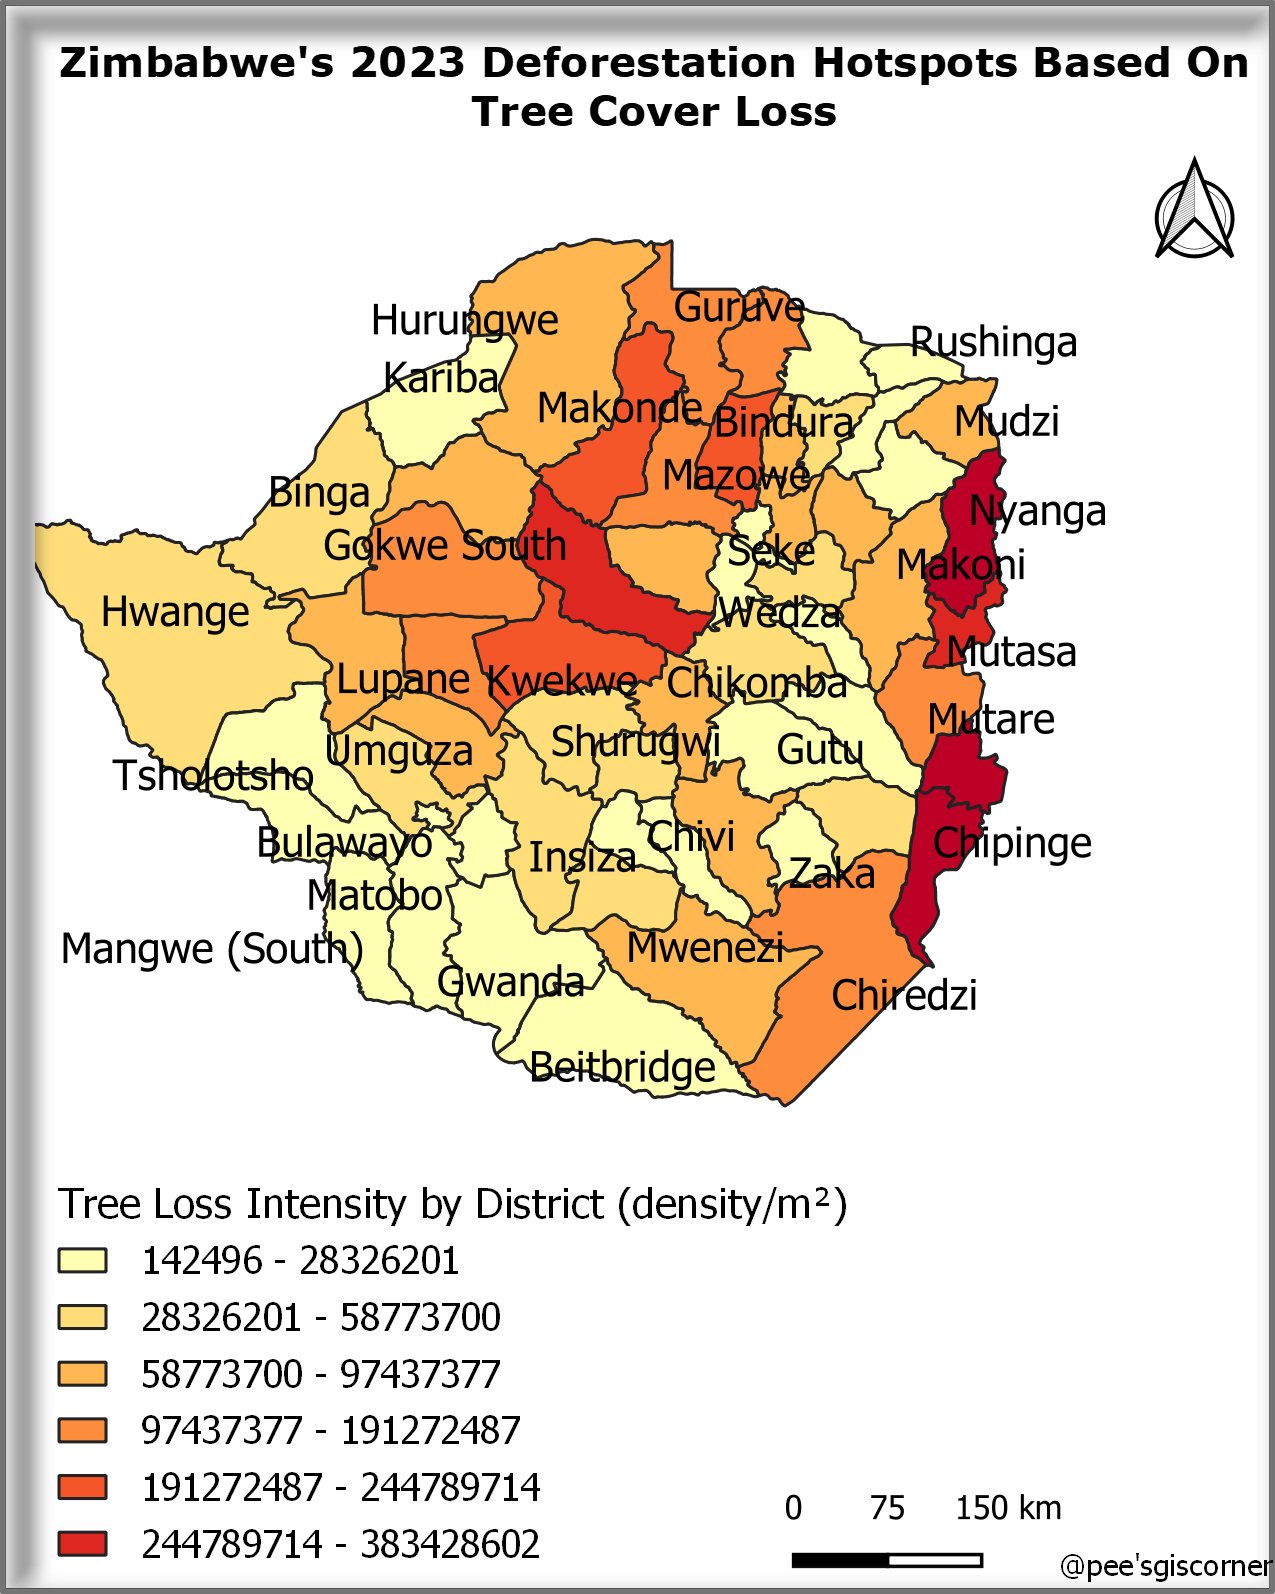 Zimbabwe's 2023 Deforestation Hotspots Based On
Tree Cover Loss
Guruve
Hurungwe
Rushinga
Kariba
Makonde
Bindura
Mudzi
Mazowe
Binga
Nyanga
Gokwe South
Seke
Makoni
Hwange
Wedza
Mutasa
Lupane
Kwekwe
Chikomba
Mutare
Umguza
Shurugwi
Gutu
Tsholotsho
Bulawayo
Chivi
Chipinge
Insiza
Zaka
Matobo
Mangwe (South)
Mwenezi
Gwanda
Chiredzi
Beitbridge
Tree Loss Intensity by District (density/m²)
142496 - 28326201
28326201 - 58773700
58773700 - 97437377
97437377 - 191272487
191272487 - 244789714
244789714 - 383428602
0 75 150 km
@pee'sgiscorner